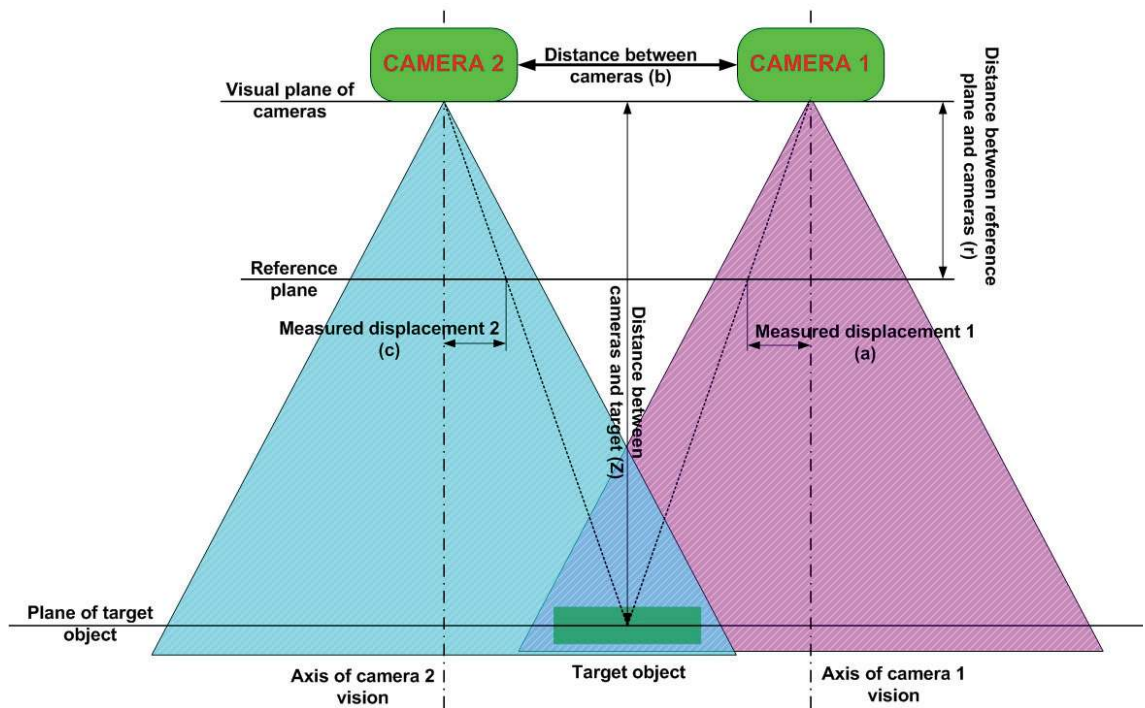 CAMERA 2
Distance between
cameras (b)
CAMERA 1
Visual plane of
cameras
Distance between reference
plane and cameras (r)
Reference
plane
Measured displacement 2
(c)
Distance between
cameras and target (Z)
Measured displacement 1
(a)
Plane of target
object
Axis of camera 2
vision
Target object
Axis of camera 1
vision